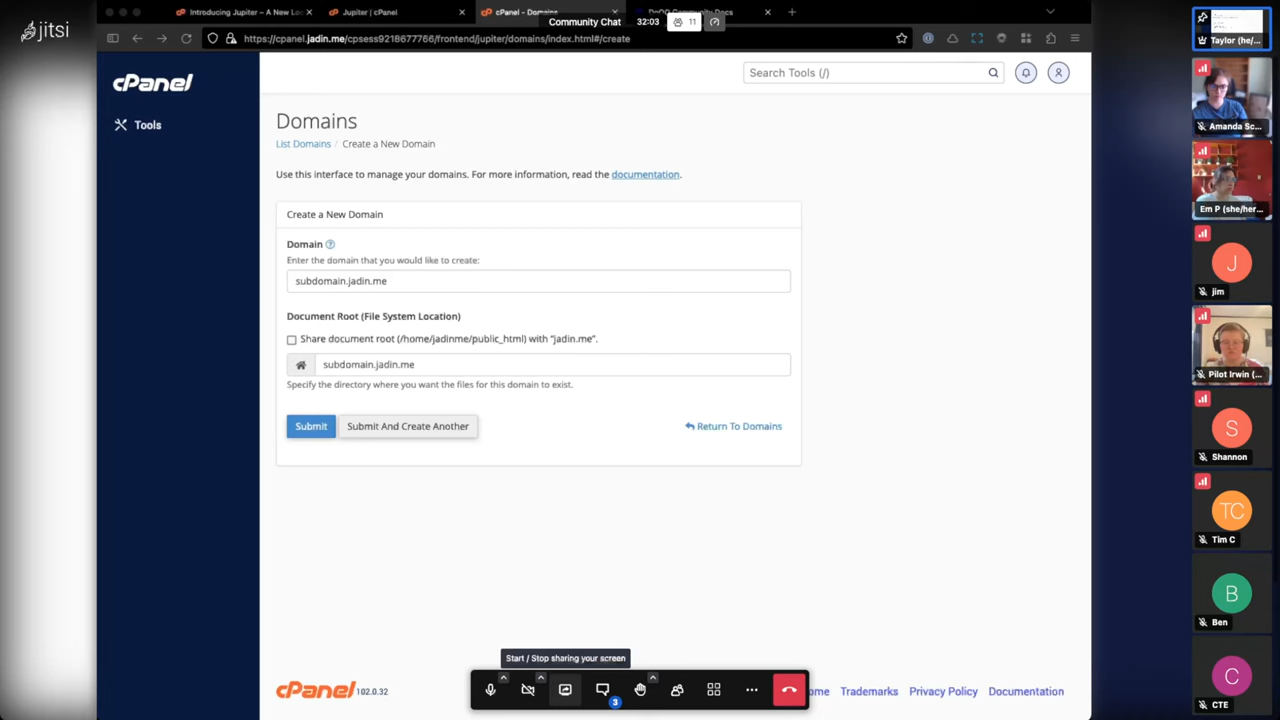 jitsi
Introducing Jupiter – A New Loo
Jupiter | cPanel
cPanel - Domains
Community Chat
32:03
11
Community Docs
https://cpanel.jadin.me/cpsess9218677766/frontend/jupiter/domains/index.html#/create
cPanel
Tools
Search Tools (/)
Domains
List Domains / Create a New Domain
Use this interface to manage your domains. For more information, read the documentation.
Create a New Domain
Domain
Enter the domain that you would like to create:
subdomain.jadin.me
Document Root (File System Location)
Share document root (/home/jadinme/public_html) with “jadin.me”.
subdomain.jadin.me
Specify the directory where you want the files for this domain to exist.
Submit
Submit And Create Another
Return To Domains
Start / Stop sharing your screen
3
cPanel 102.0.32
ome
Trademarks
Privacy Policy
Documentation
Taylor (he/...
Amanda Sc...
Em P (she/her...
J
jim
Pilot Irwin (...
S
Shannon
TC
Tim C
B
Ben
C
CTE